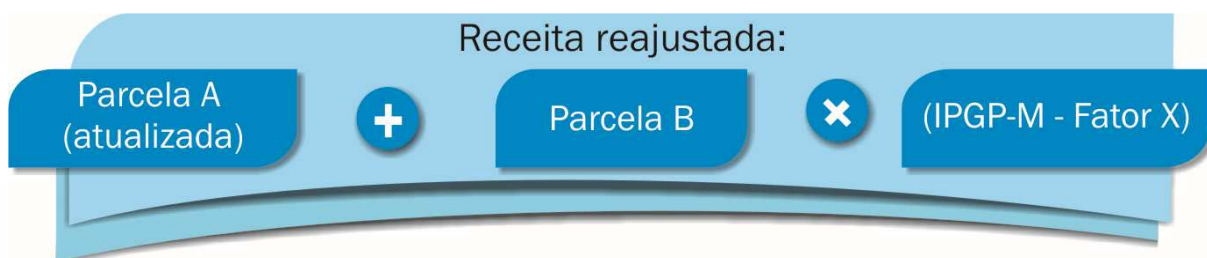 Receita reajustada:
Parcela A
(atualizada)
+
Parcela B
×
(IPGP-M - Fator X)